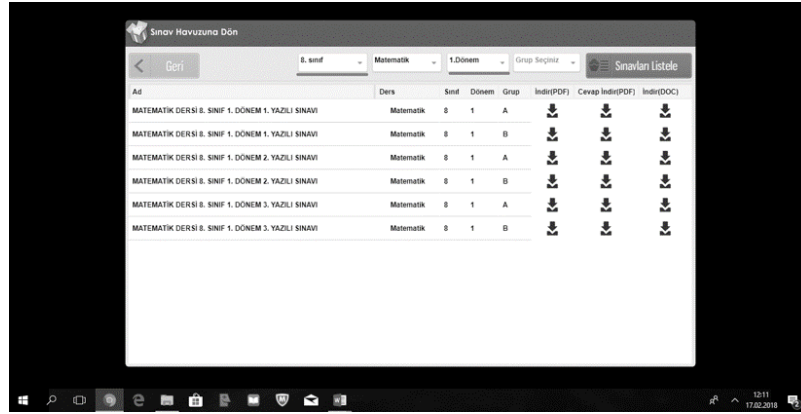 Sınav Havuzuna Dön
Geri
8. sınıf
Matematik
1.Dönem
Grup Seçiniz
Sınavları Listele
Ad Ders Sınıf Dönem Grup İndir(PDF) Cevap İndir(PDF) İndir(DOC)
MATEMATİK DERSİ 8. SINIF 1. DÖNEM 1. YAZILI SINAVI Matematik 8 1 A
MATEMATİK DERSİ 8. SINIF 1. DÖNEM 1. YAZILI SINAVI Matematik 8 1 B
MATEMATİK DERSİ 8. SINIF 1. DÖNEM 2. YAZILI SINAVI Matematik 8 1 A
MATEMATİK DERSİ 8. SINIF 1. DÖNEM 2. YAZILI SINAVI Matematik 8 1 B
MATEMATİK DERSİ 8. SINIF 1. DÖNEM 3. YAZILI SINAVI Matematik 8 1 A
MATEMATİK DERSİ 8. SINIF 1. DÖNEM 3. YAZILI SINAVI Matematik 8 1 B
12:11
17.02.2018